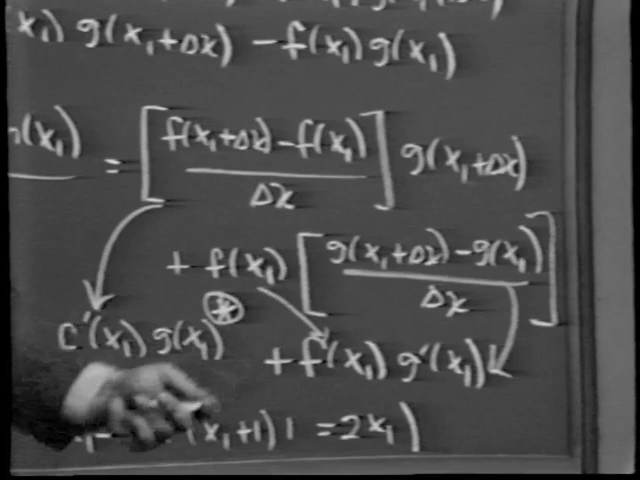 x₁) g(x₁+Δx) - f(x₁) g(x₁)
(x₁) = [ f(x₁+Δx) - f(x₁) / Δx ] g(x₁+Δx)
+ f(x₁) [ g(x₁+Δx) - g(x₁) / Δx ]
f'(x₁) g(x₁) ⊛ + f(x₁) g'(x₁)
(x₁+1) 1 = 2x₁)